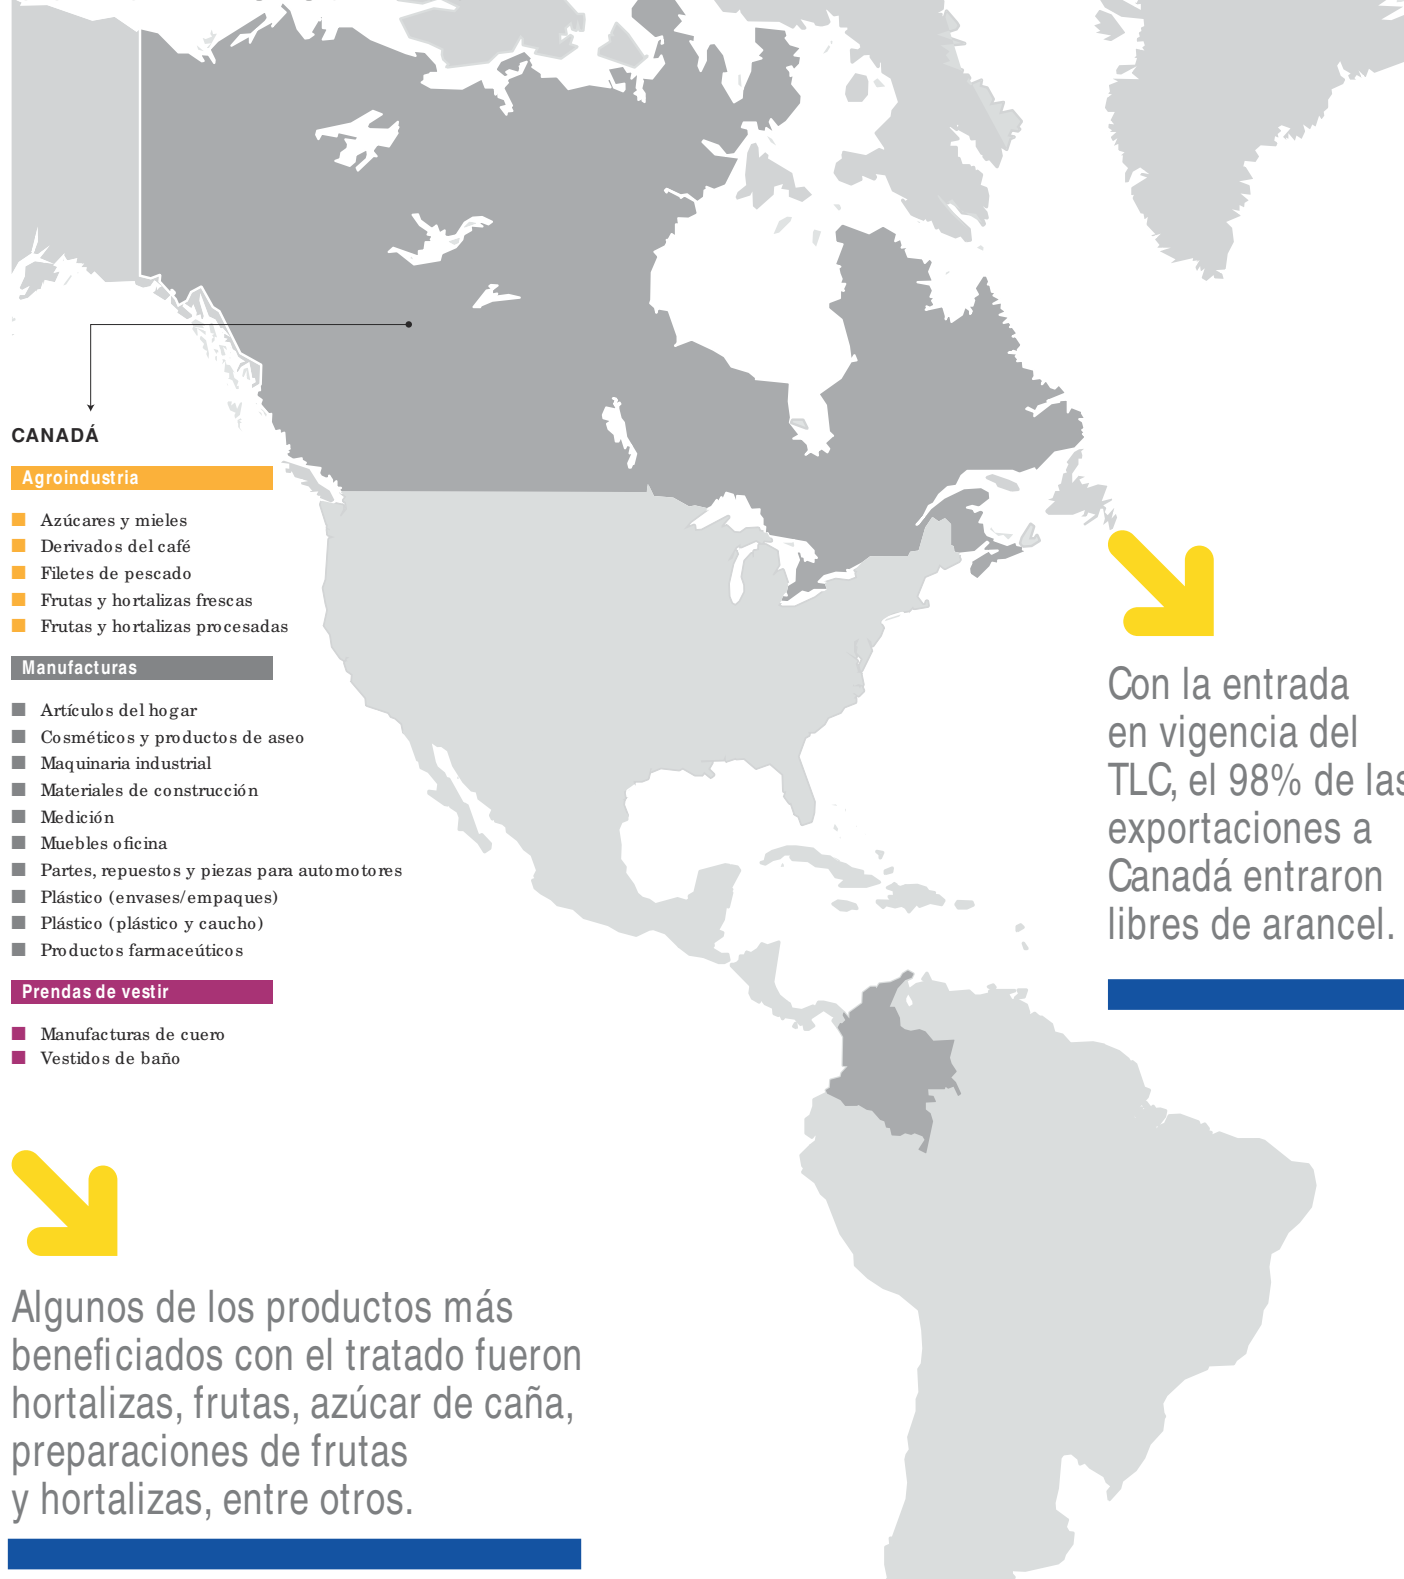 CANADÁ
Agroindustria
Azúcares y mieles
Derivados del café
Filetes de pescado
Frutas y hortalizas frescas
Frutas y hortalizas procesadas
Manufacturas
Artículos del hogar
Cosméticos y productos de aseo
Maquinaria industrial
Materiales de construcción
Medición
Muebles oficina
Partes, repuestos y piezas para automotores
Plástico (envases/empaques)
Plástico (plástico y caucho)
Productos farmaceúticos
Prendas de vestir
Manufacturas de cuero
Vestidos de baño
Con la entrada
en vigencia del
TLC, el 98% de las
exportaciones a
Canadá entraron
libres de arancel.
Algunos de los productos más
beneficiados con el tratado fueron
hortalizas, frutas, azúcar de caña,
preparaciones de frutas
y hortalizas, entre otros.